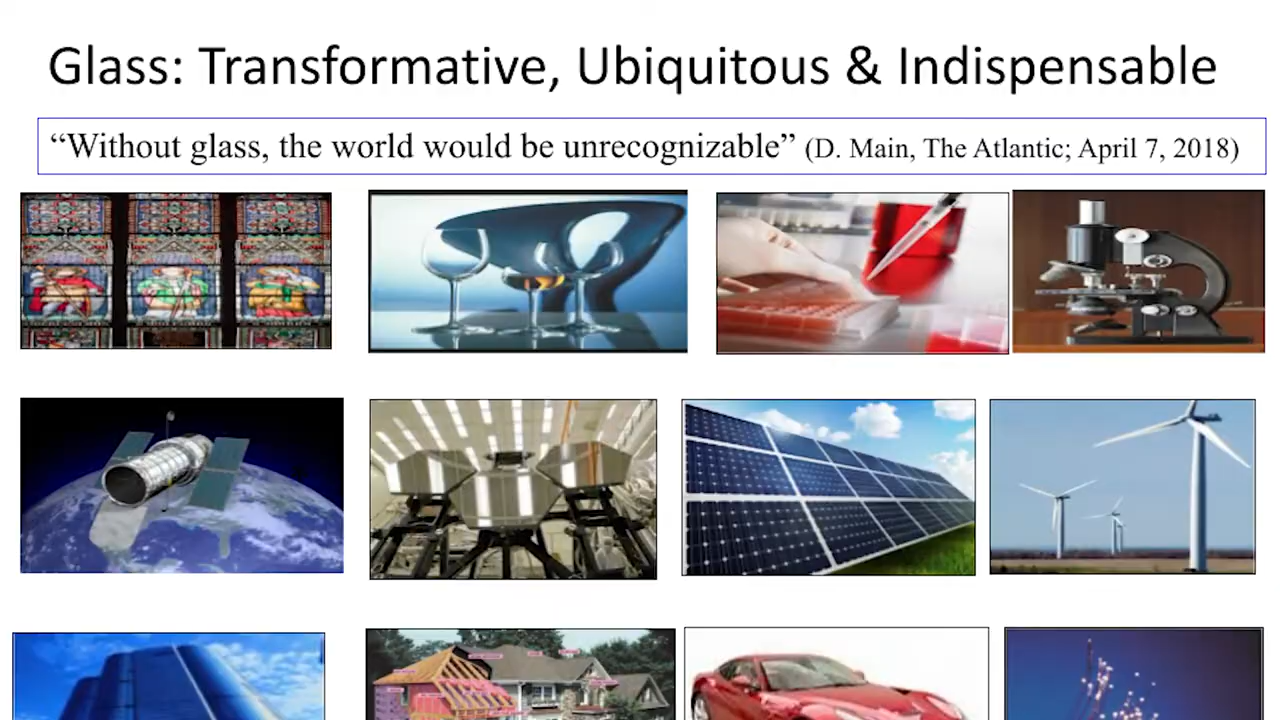 Glass: Transformative, Ubiquitous & Indispensable
“Without glass, the world would be unrecognizable” (D. Main, The Atlantic; April 7, 2018)